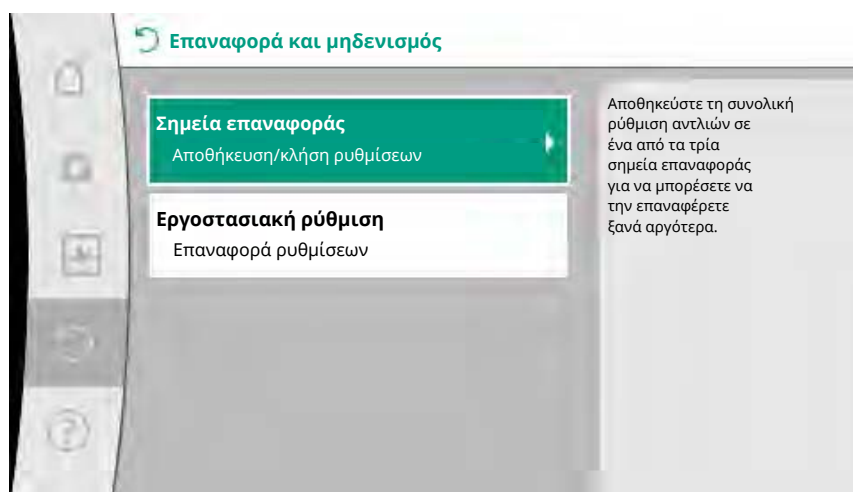 Επαναφορά και μηδενισμός
Σημεία επαναφοράς
Αποθήκευση/κλήση ρυθμίσεων
Εργοστασιακή ρύθμιση
Επαναφορά ρυθμίσεων
Αποθηκεύστε τη συνολική
ρύθμιση αντλιών σε
ένα από τα τρία
σημεία επαναφοράς
για να μπορέσετε να
την επαναφέρετε
ξανά αργότερα.